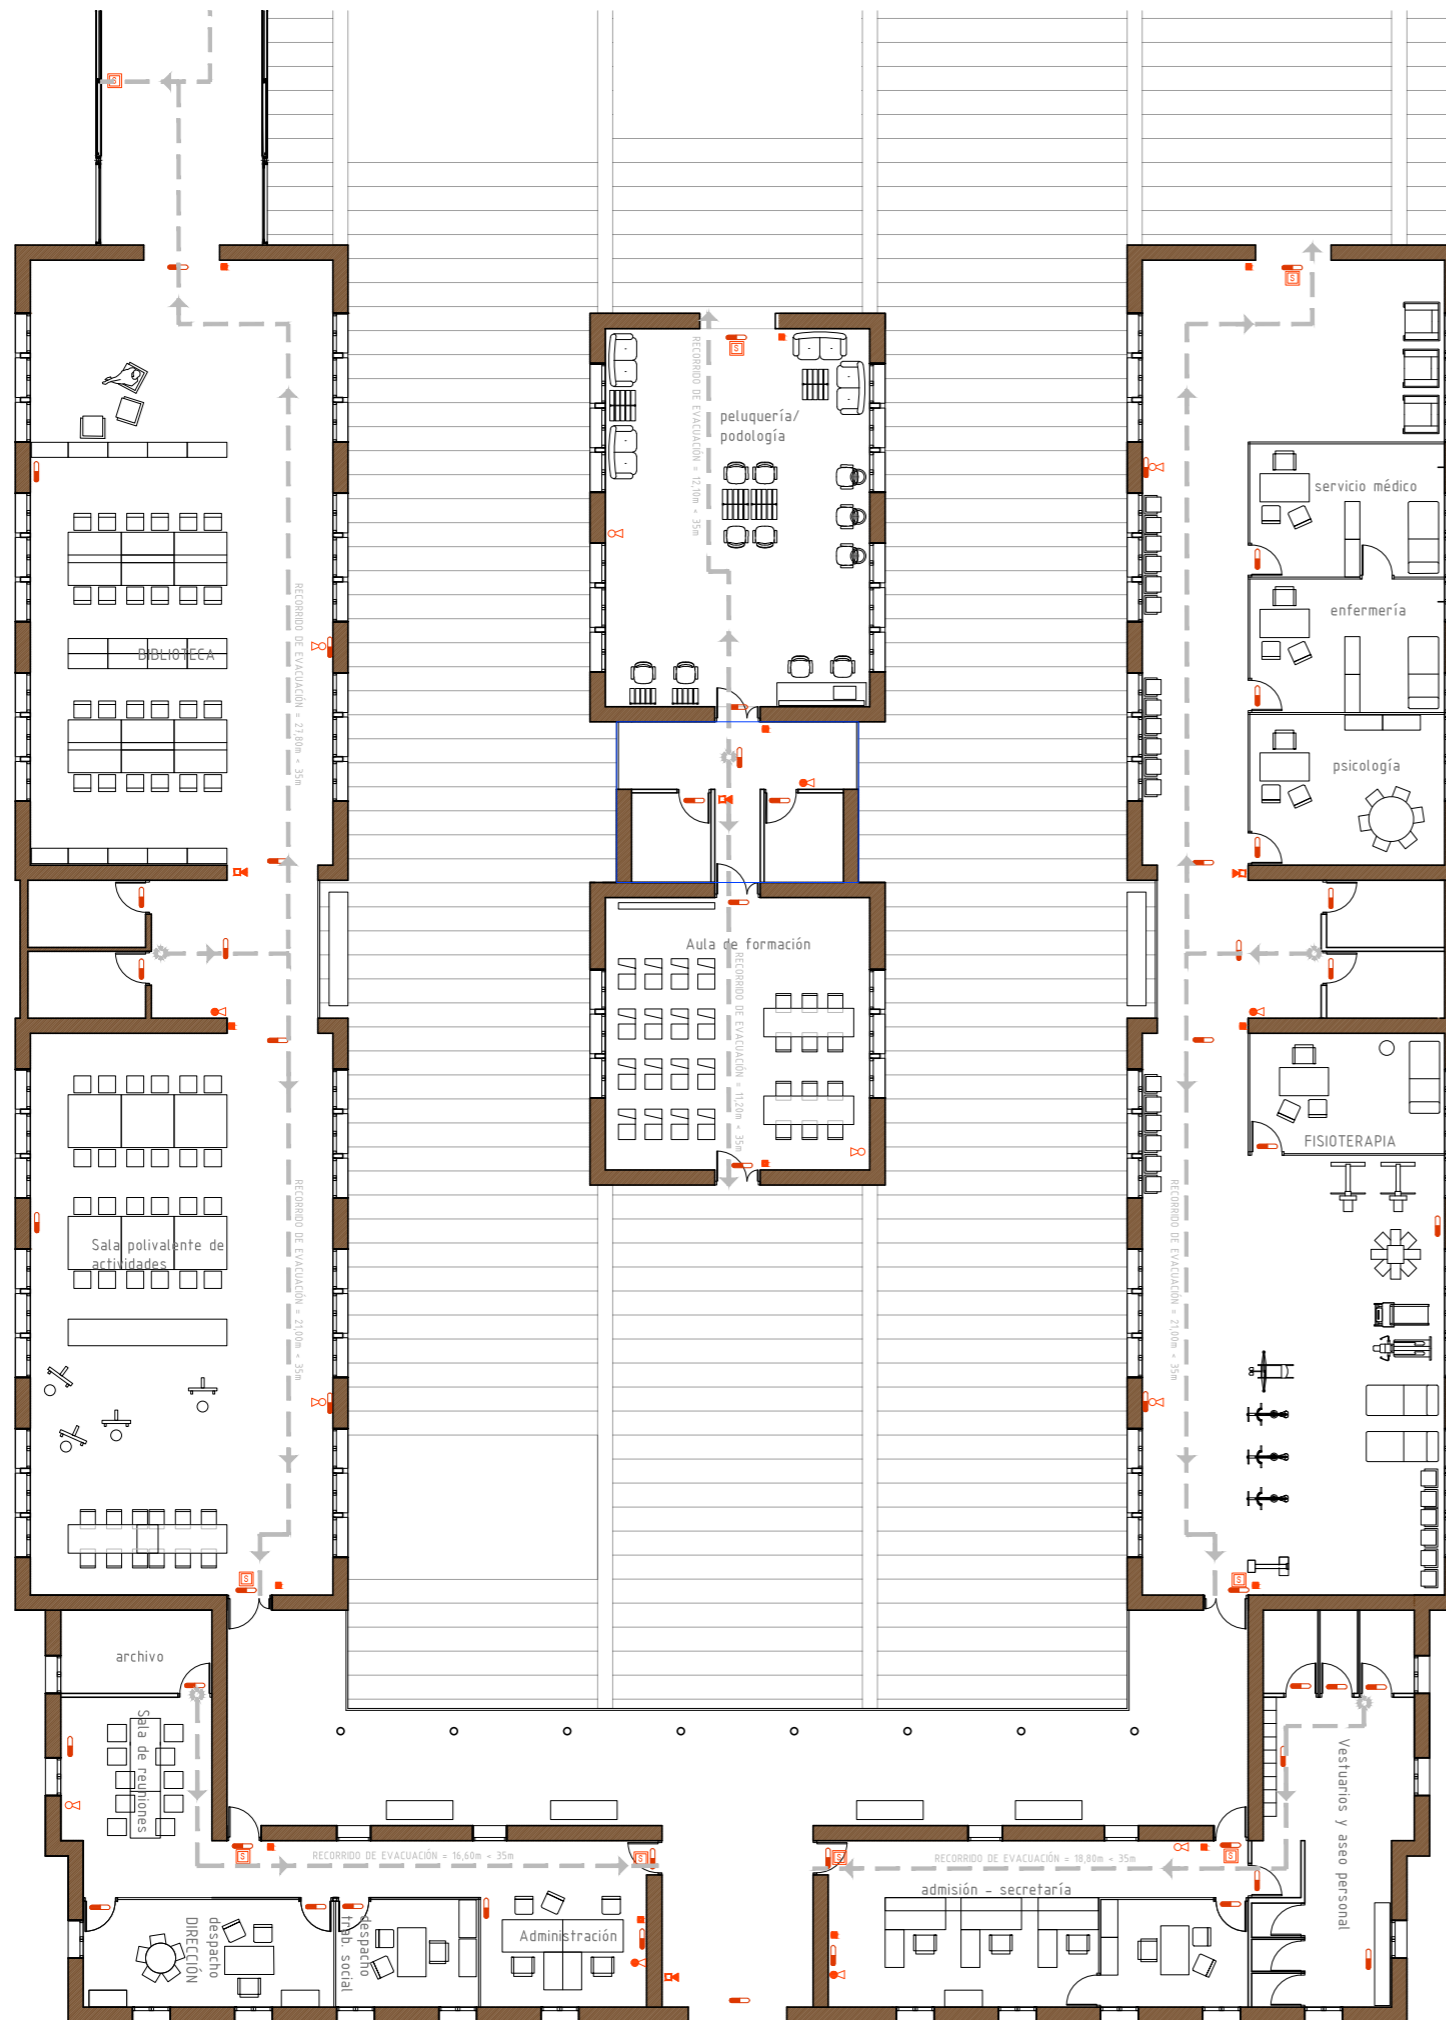 S
RECORRIDO DE EVACUACIÓN = 12,10m < 35m
S
S
peluquería/
podología
servicio médico
enfermería
RECORRIDO DE EVACUACIÓN = 27,80m < 35m
BIBLIOTECA
psicología
Aula de formación
RECORRIDO DE EVACUACIÓN = 11,20m < 35m
FISIOTERAPIA
RECORRIDO DE EVACUACIÓN = 21,00m < 35m
RECORRIDO DE EVACUACIÓN = 21,00m < 35m
Sala polivalente de
actividades
S
S
archivo
Sala de reuniones
Vestuarios y aseo personal
S
RECORRIDO DE EVACUACIÓN = 16,60m < 35m
S
S
RECORRIDO DE EVACUACIÓN = 18,80m < 35m
S
admisión - secretaría
despacho
DIRECCIÓN
despacho
trab. social
Administración